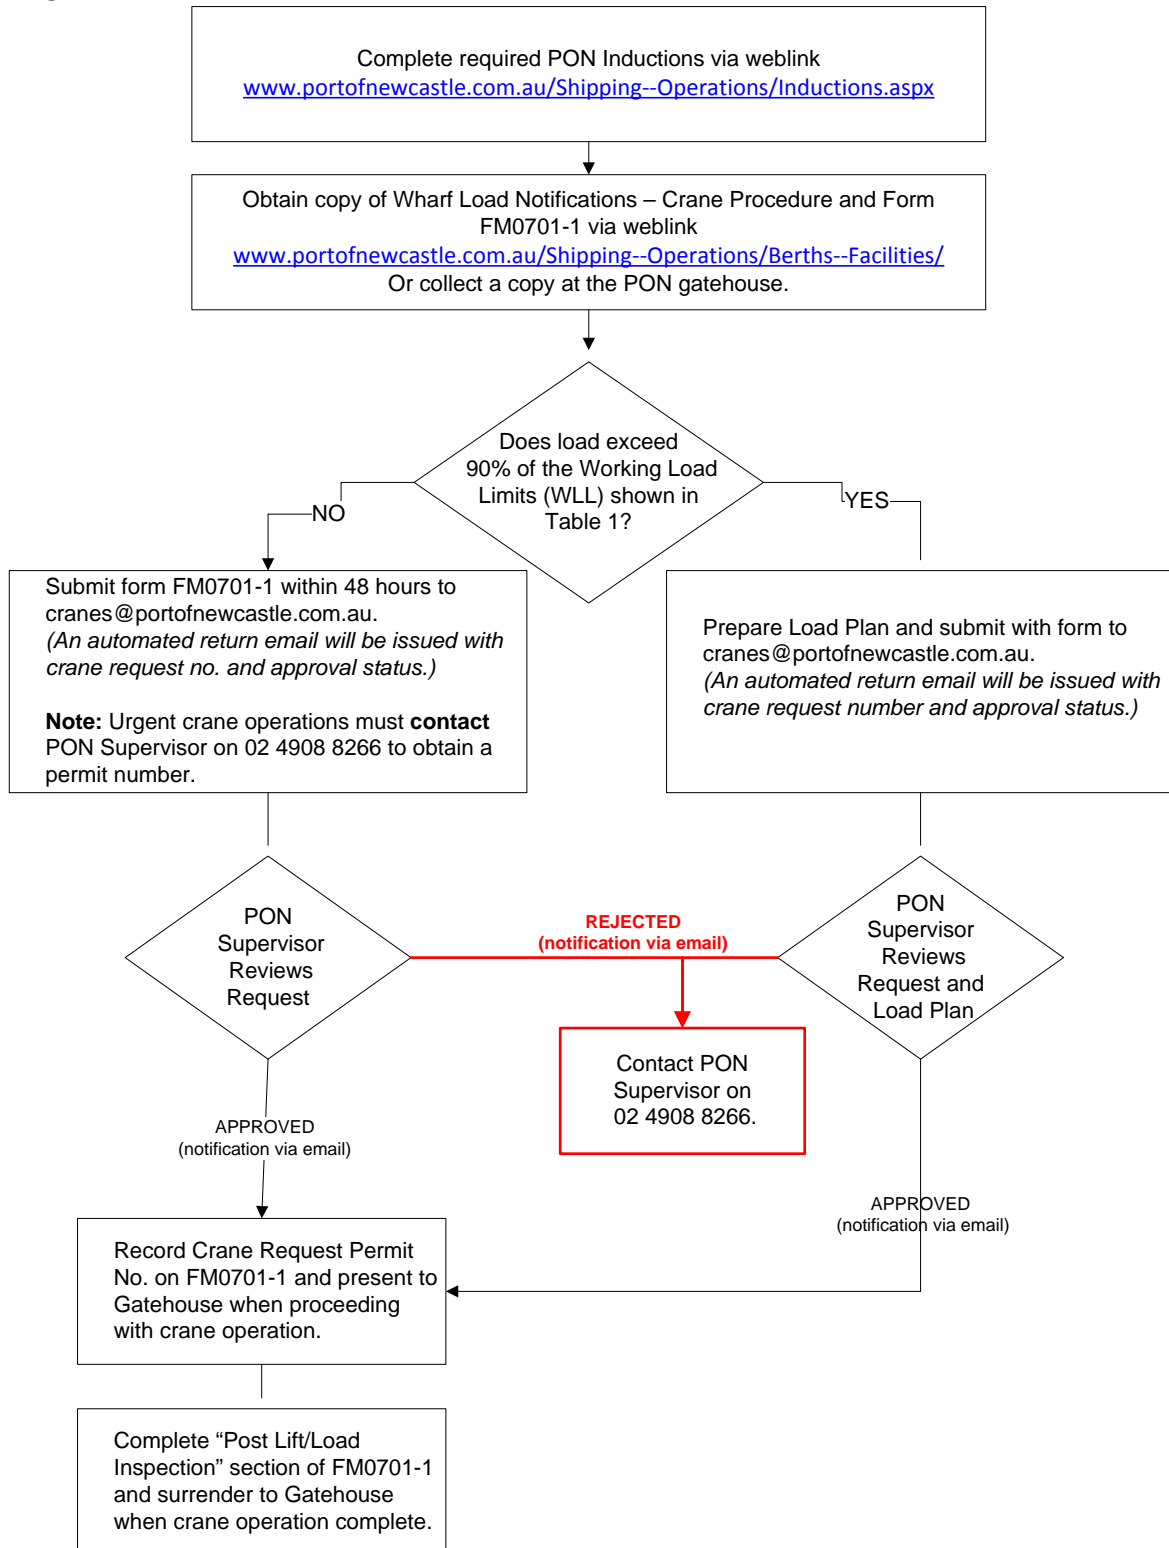 Complete required PON Inductions via weblink
www.portofnewcastle.com.au/Shipping--Operations/Inductions.aspx
Obtain copy of Wharf Load Notifications – Crane Procedure and Form
FM0701-1 via weblink
www.portofnewcastle.com.au/Shipping--Operations/Berths--Facilities/
Or collect a copy at the PON gatehouse.
Does load exceed
90% of the Working Load
Limits (WLL) shown in
Table 1?
NO
YES
Submit form FM0701-1 within 48 hours to
cranes@portofnewcastle.com.au.
(An automated return email will be issued with
crane request no. and approval status.)
Note: Urgent crane operations must contact
PON Supervisor on 02 4908 8266 to obtain a
permit number.
Prepare Load Plan and submit with form to
cranes@portofnewcastle.com.au.
(An automated return email will be issued with
crane request number and approval status.)
PON
Supervisor
Reviews
Request
REJECTED
(notification via email)
PON
Supervisor
Reviews
Request and
Load Plan
Contact PON
Supervisor on
02 4908 8266.
APPROVED
(notification via email)
APPROVED
(notification via email)
Record Crane Request Permit
No. on FM0701-1 and present to
Gatehouse when proceeding
with crane operation.
Complete “Post Lift/Load
Inspection” section of FM0701-1
and surrender to Gatehouse
when crane operation complete.